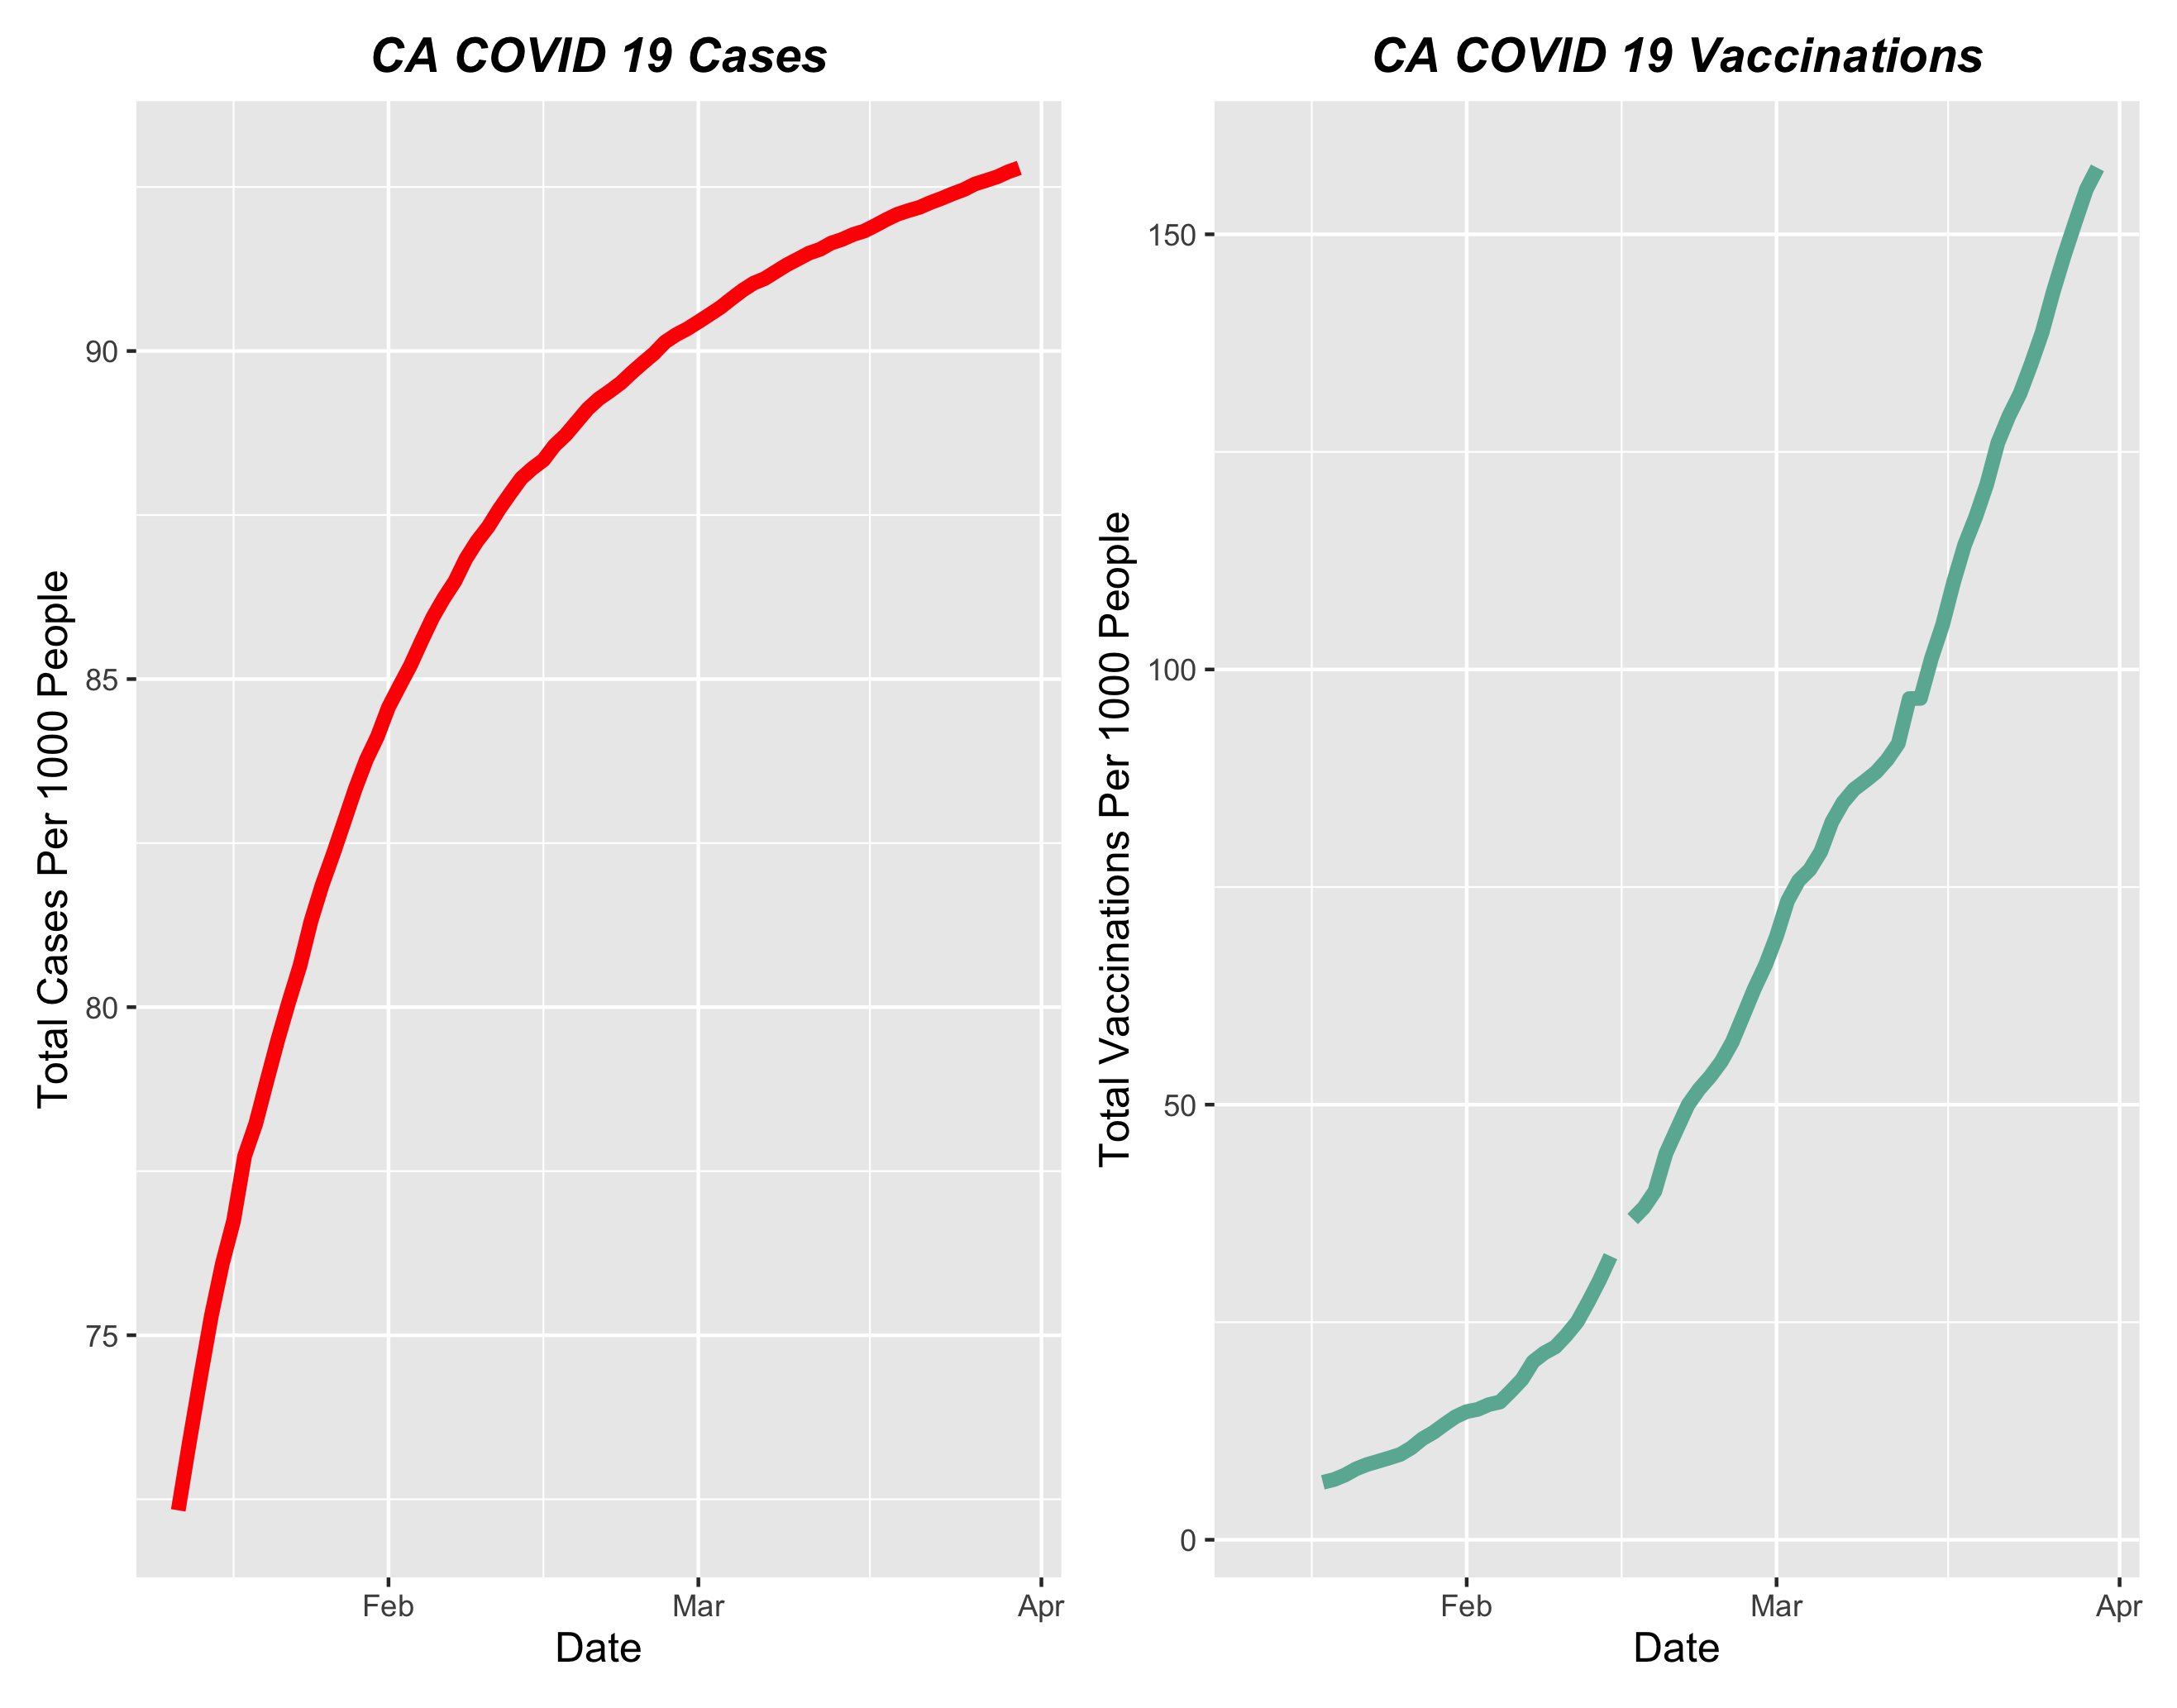 CA COVID 19 Cases
Total Cases Per 1000 People
90
85
80
75
Feb
Mar
Apr
Date
CA COVID 19 Vaccinations
Total Vaccinations Per 1000 People
150
100
50
0
Feb
Mar
Apr
Date